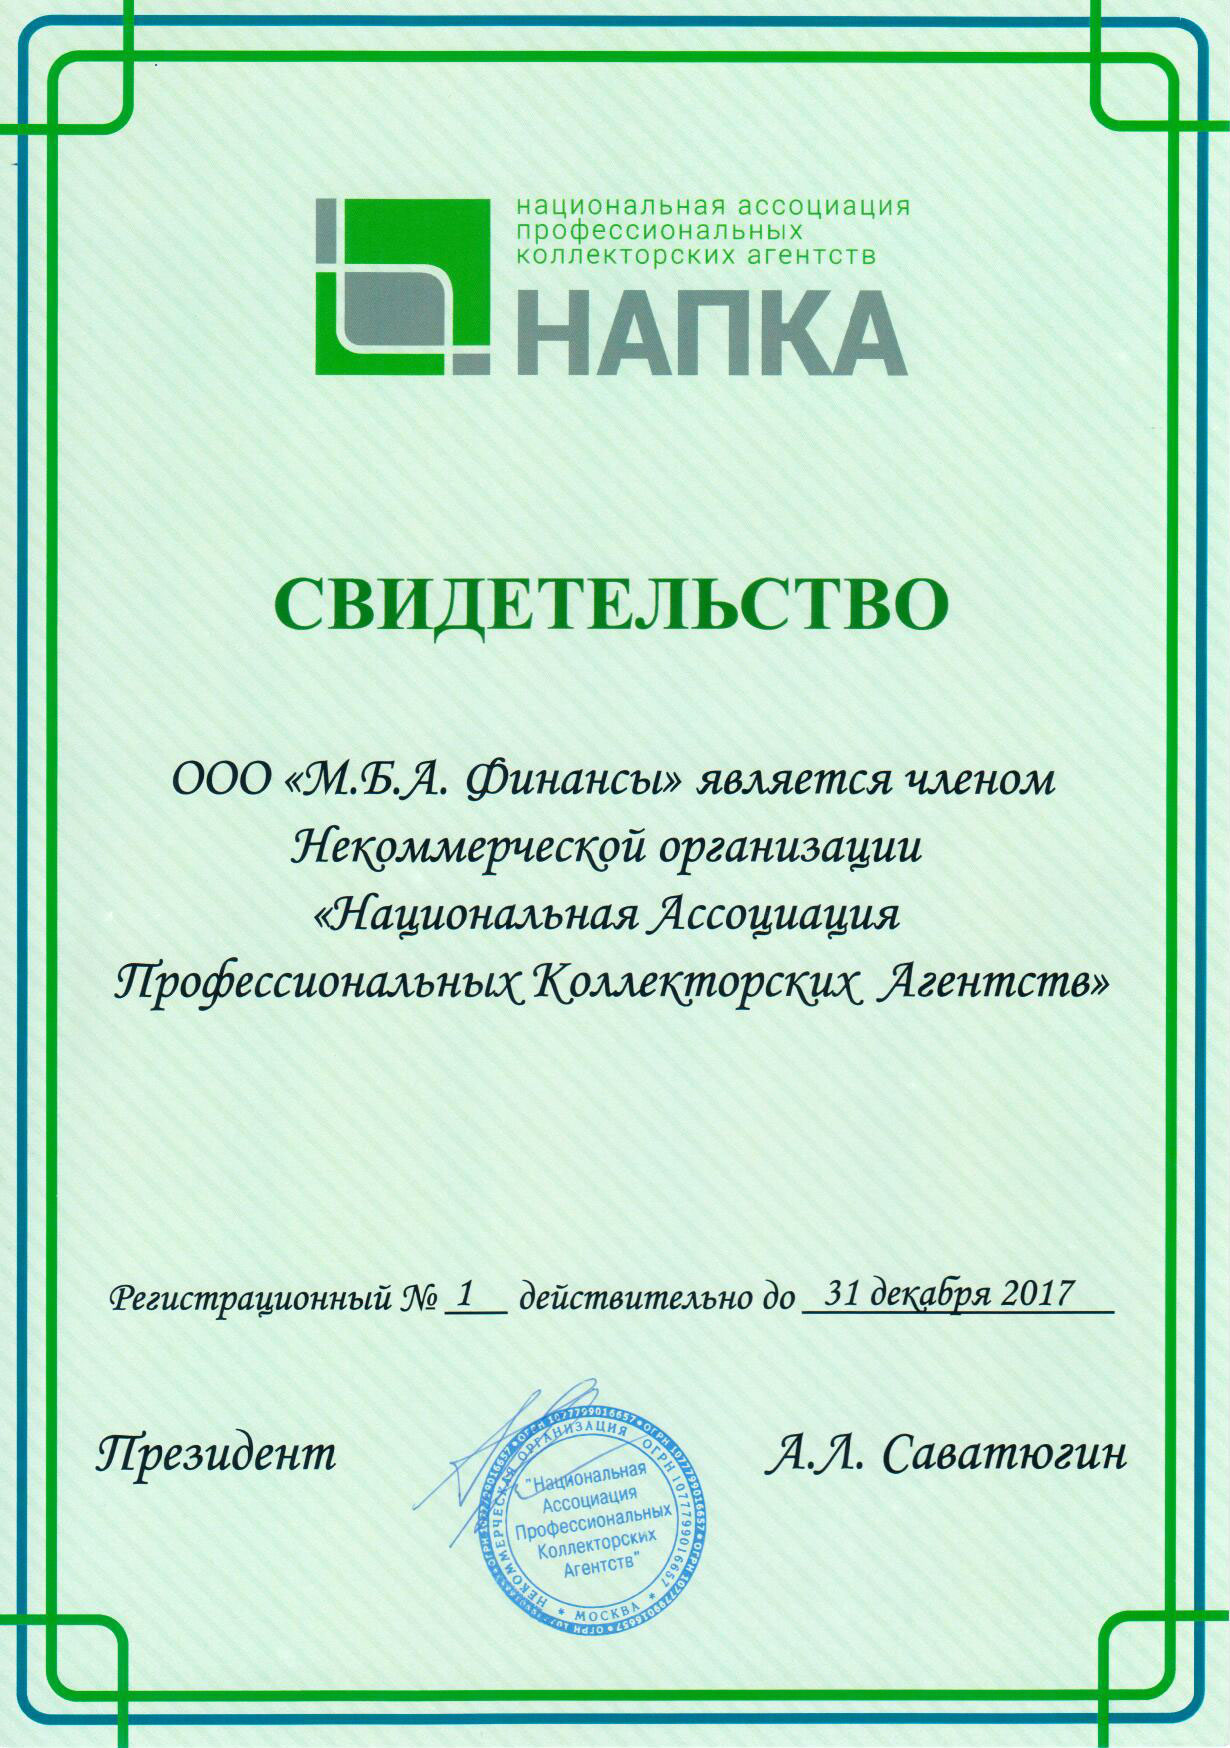 национальная ассоциация
профессиональных
коллекторских агентств
НАПКА
СВИДЕТЕЛЬСТВО
ООО «М.Б.А. Финансы» является членом
Некоммерческой организации
«Национальная Ассоциация
Профессиональных Коллекторских Агентств»
Регистрационный № 1 действительно до 31 декабря 2017
Президент
А.Л. Саватюгин
НЕКОММЕРЧЕСКАЯ ОРГАНИЗАЦИЯ ОГРН 1077799016657 * МОСКВА *
ОГРН 1077799016657 • ОГРН 1077799016657 • ОГРН 1077799016657
"Национальная
Ассоциация
Профессиональных
Коллекторских
Агентств"